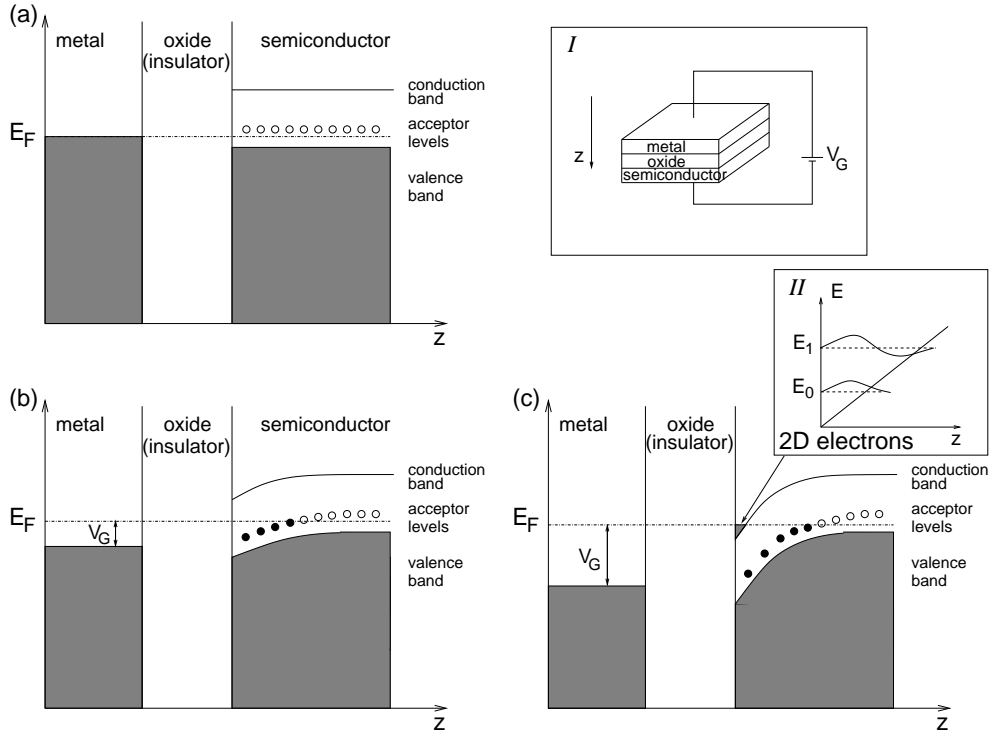 (a)
metal
oxide
(insulator)
semiconductor
conduction
band
acceptor
levels
valence
band
E_F
z
I
z
metal
oxide
semiconductor
V_G
II
E
E_1
E_0
z
2D electrons
(b)
metal
oxide
(insulator)
semiconductor
conduction
band
acceptor
levels
valence
band
E_F
V_G
z
(c)
metal
oxide
(insulator)
conduction
band
acceptor
levels
valence
band
E_F
V_G
z